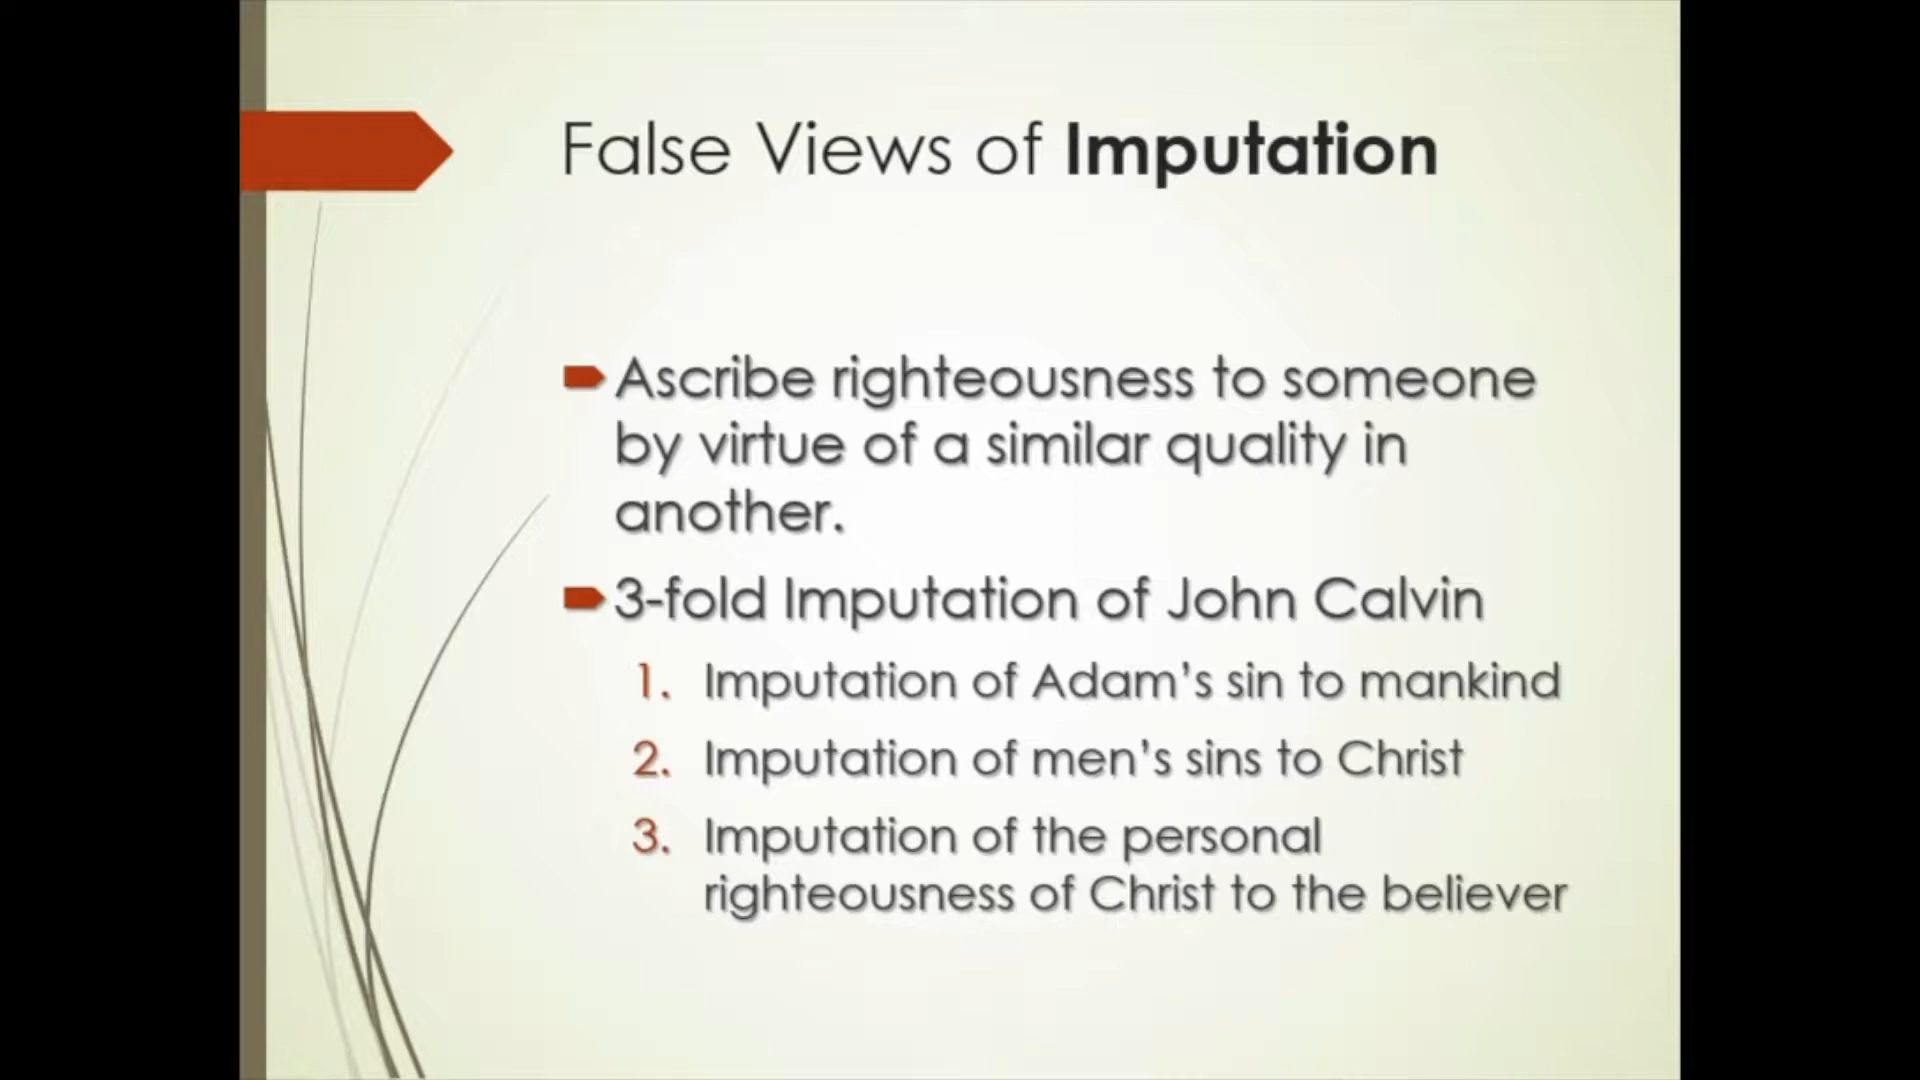 False Views of Imputation
Ascribe righteousness to someone
by virtue of a similar quality in
another.
3-fold Imputation of John Calvin
1. Imputation of Adam's sin to mankind
2. Imputation of men's sins to Christ
3. Imputation of the personal
righteousness of Christ to the believer